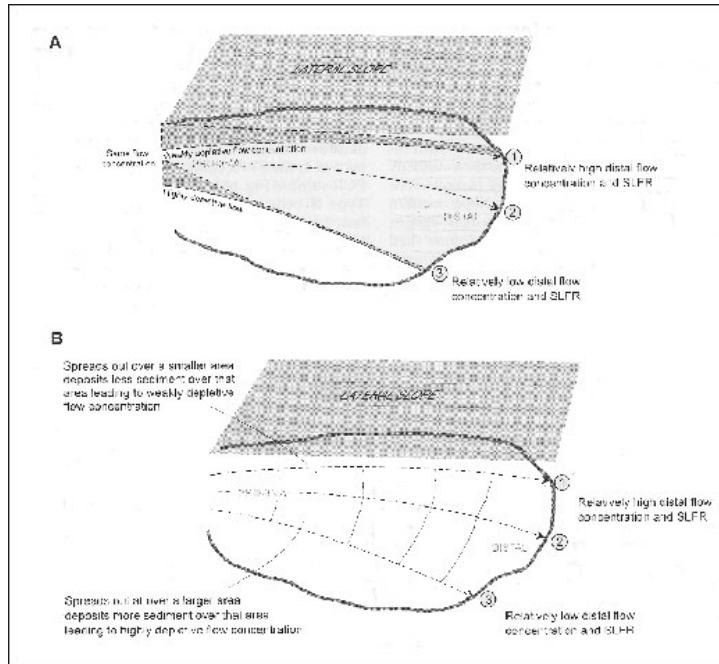 A
LATERAL SLOPE
Same flow
concentration
Weakly depletive flow concentration
PROXIMAL
Highly depletive flow
DISTAL
1
Relatively high distal flow
concentration and SLFR
2
3
Relatively low distal flow
concentration and SLFR
B
Spreads out over a smaller area
deposits less sediment over that
area leading to weakly depletive
flow concentration
LATERAL SLOPE
PROXIMAL
DISTAL
1
Relatively high distal flow
concentration and SLFR
2
3
Spreads out at over a larger area
deposits more sediment over that area
leading to highly depletive flow concentration
Relatively low distal flow
concentration and SLFR